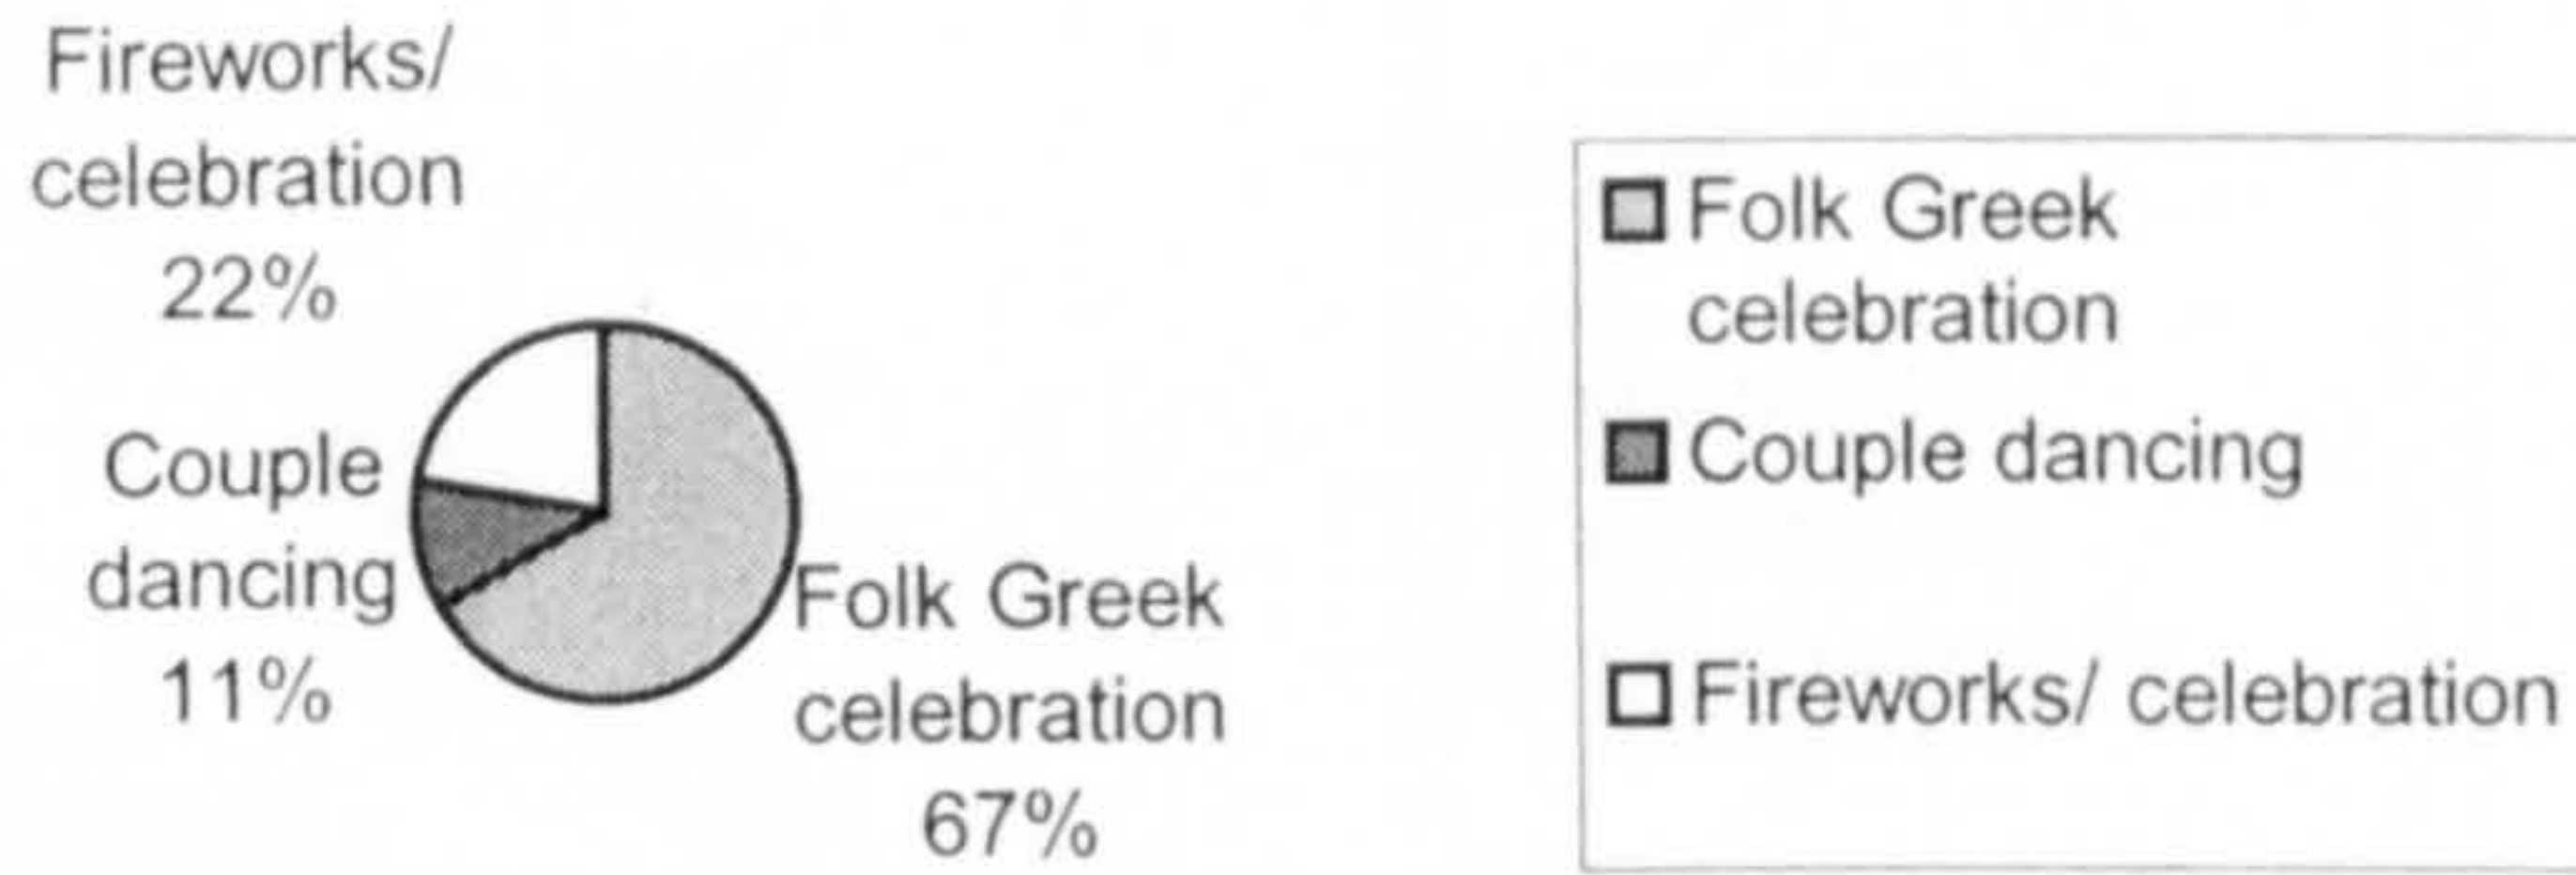 Fireworks/
celebration
22%
Couple
dancing
11%
Folk Greek
celebration
67%
Folk Greek
celebration
Couple dancing
Fireworks/ celebration